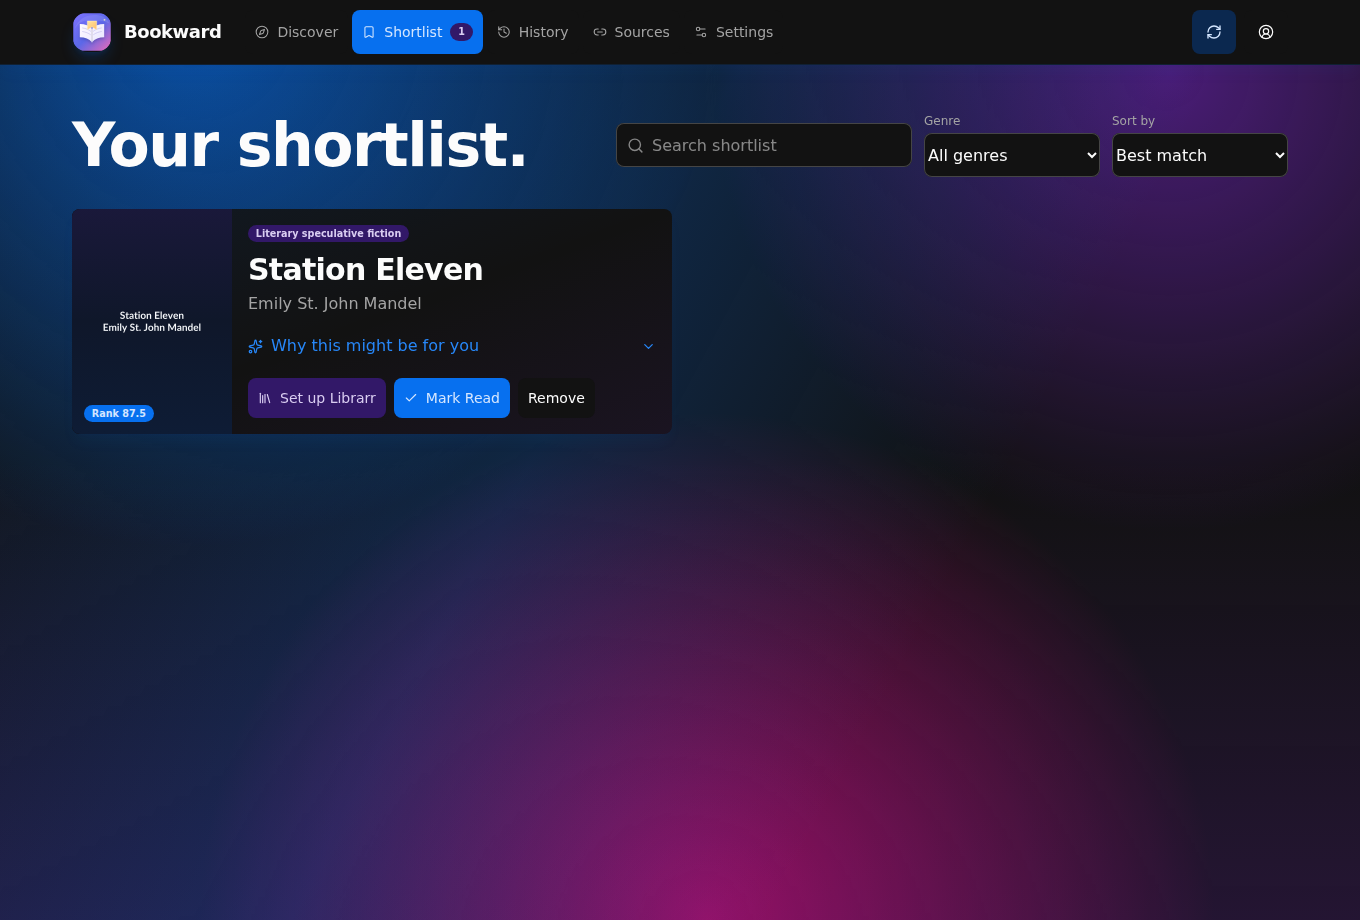 Bookward
Discover
Shortlist 1
History
Sources
Settings
Your shortlist.
Search shortlist
Genre
All genres
Sort by
Best match
Station Eleven
Emily St. John Mandel
Rank 87.5
Literary speculative fiction
Station Eleven
Emily St. John Mandel
Why this might be for you
Set up Librarr
Mark Read
Remove